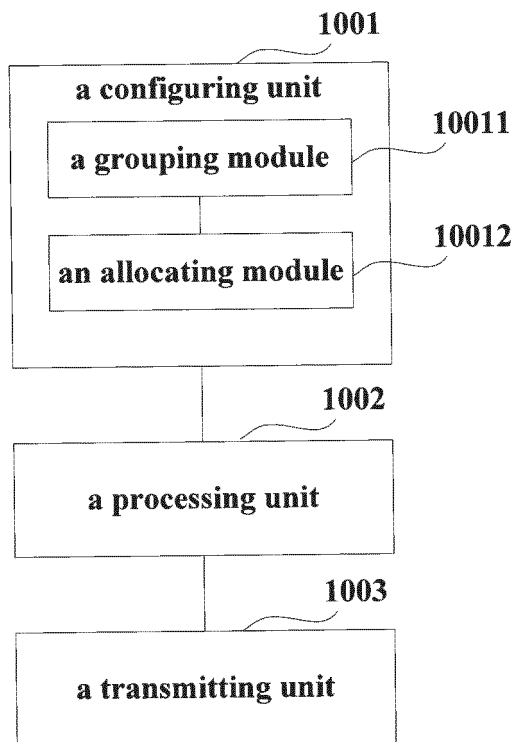 1001
a configuring unit
10011
a grouping module
10012
an allocating module
1002
a processing unit
1003
a transmitting unit